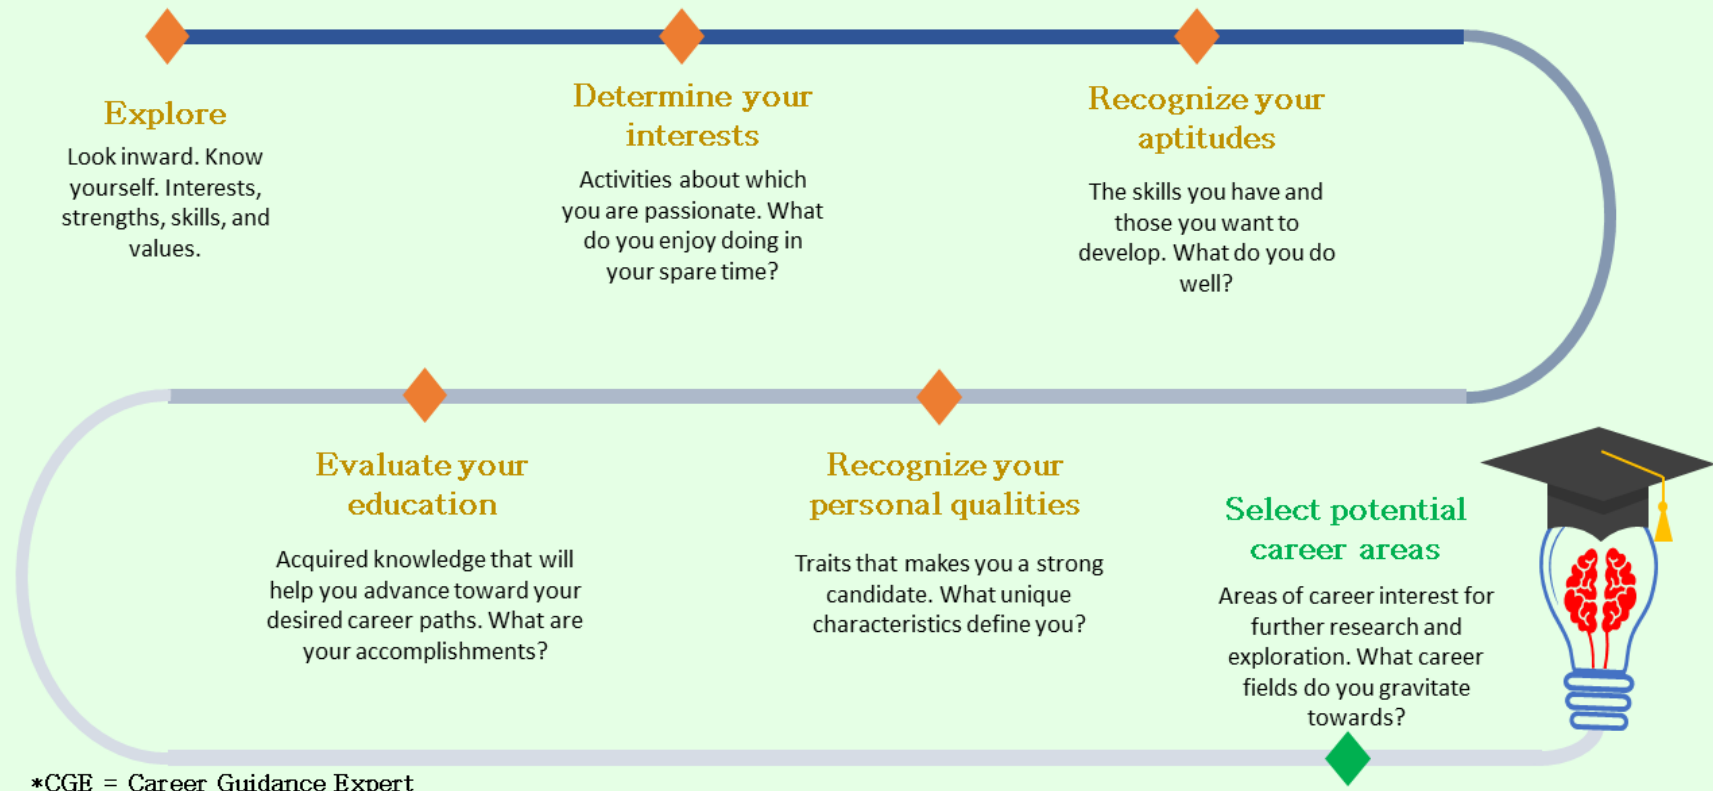 Explore
Look inward. Know
yourself. Interests,
strengths, skills, and
values.
Determine your
interests
Activities about which
you are passionate. What
do you enjoy doing in
your spare time?
Recognize your
aptitudes
The skills you have and
those you want to
develop. What do you do
well?
Evaluate your
education
Acquired knowledge that will
help you advance toward your
desired career paths. What are
your accomplishments?
Recognize your
personal qualities
Traits that makes you a strong
candidate. What unique
characteristics define you?
Select potential
career areas
Areas of career interest for
further research and
exploration. What career
fields do you gravitate
towards?
*CGE = Career Guidance Expert